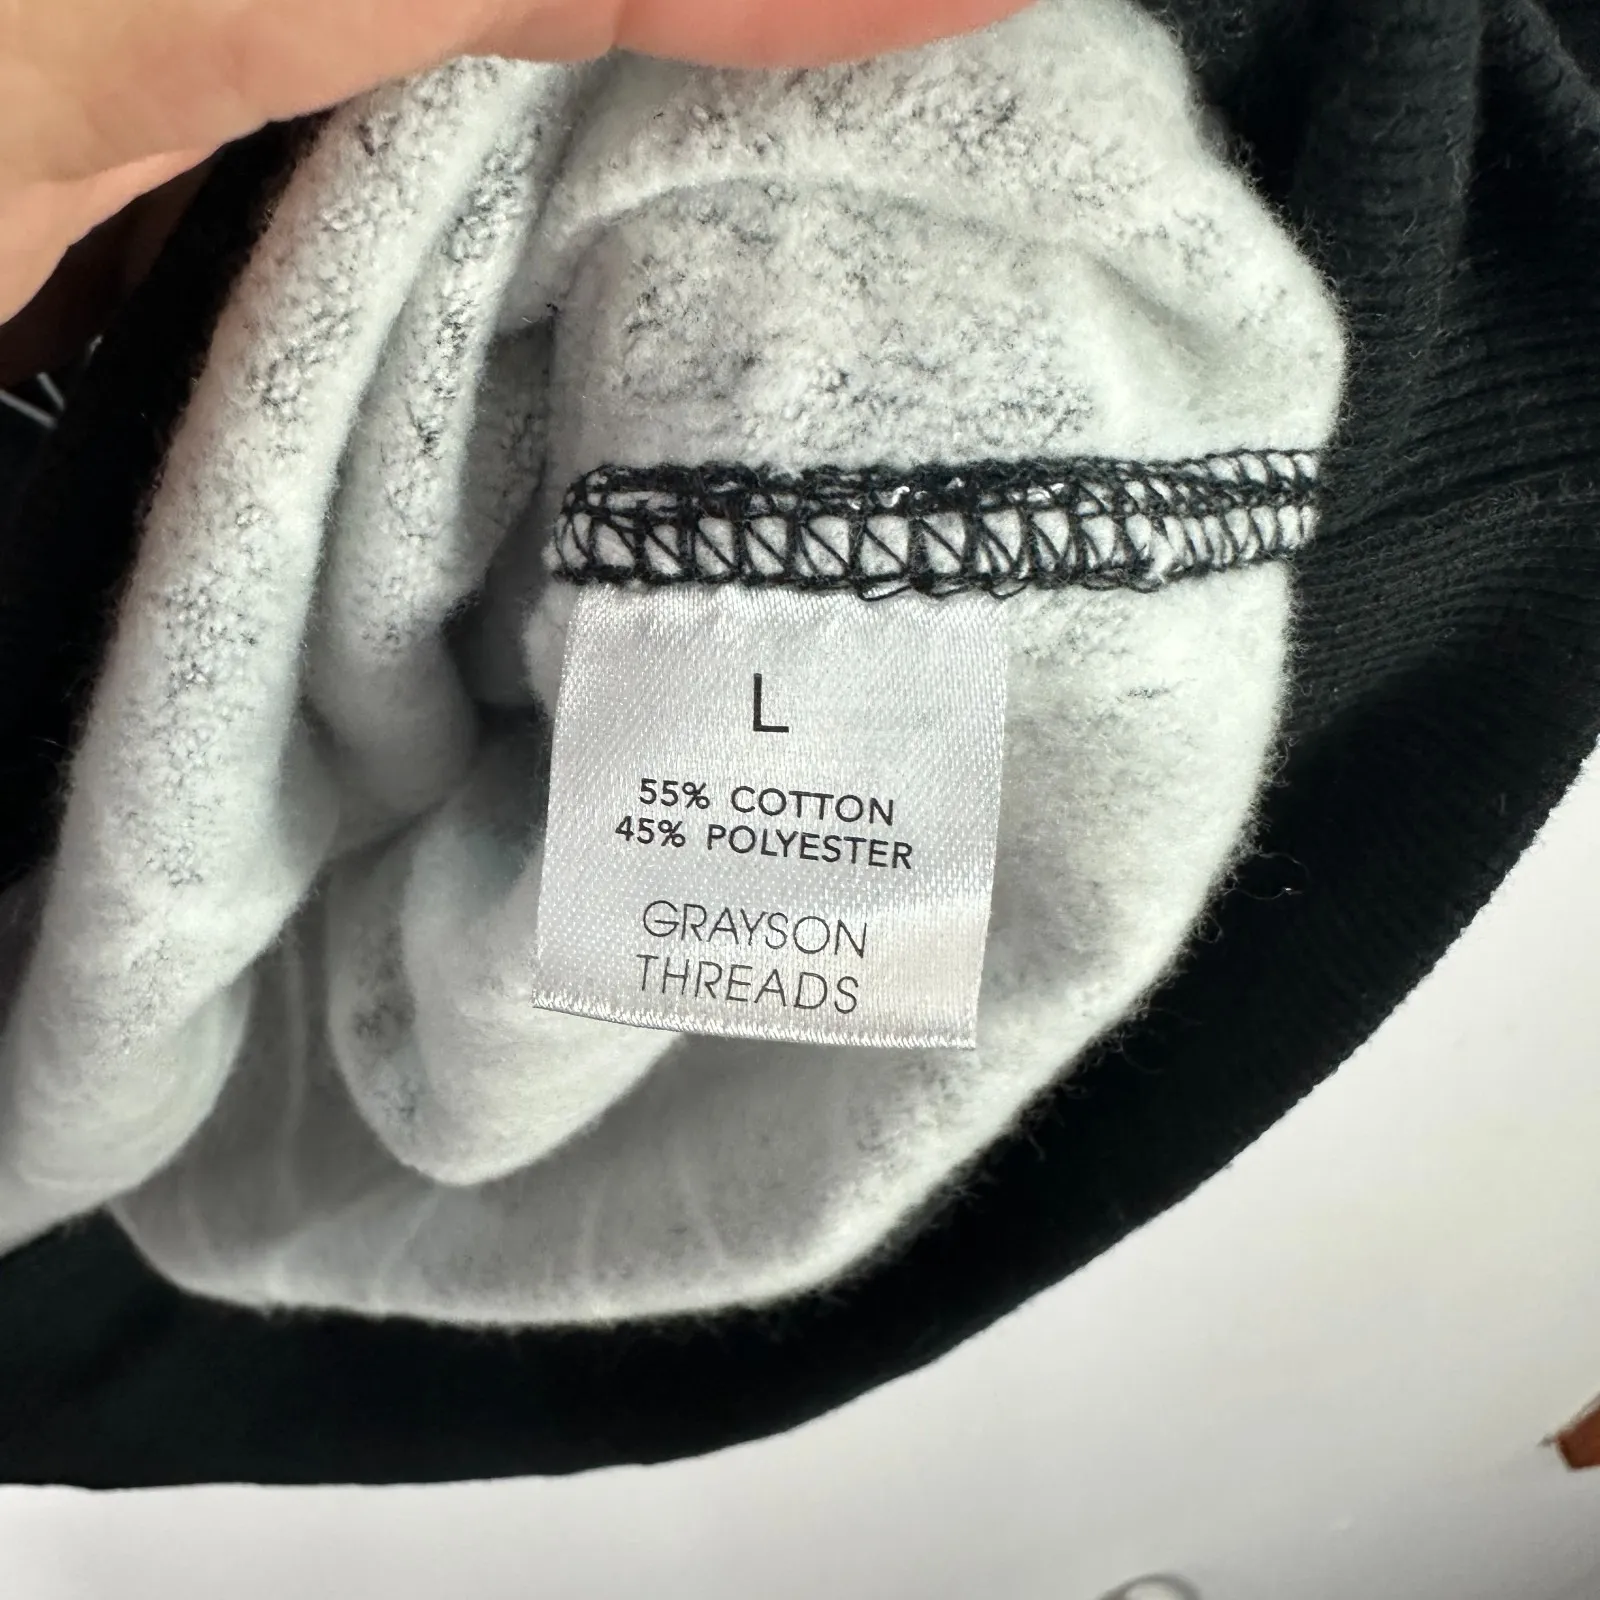 L
55% COTTON
45% POLYESTER
GRAYSON
THREADS